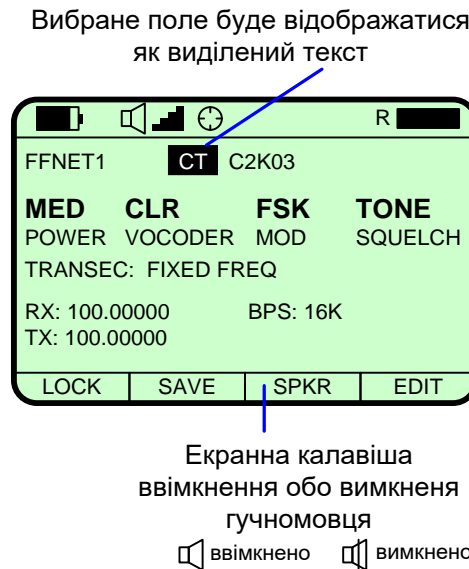 Вибране поле буде відображатися
як виділений текст
R
FFNET1 CT C2K03
MED CLR FSK TONE
POWER VOCODER MOD SQUELCH
TRANSEC: FIXED FREQ
RX: 100.00000 BPS: 16K
TX: 100.00000
LOCK SAVE SPKR EDIT
Екранна калавіша
ввімкнення обо вимкненя
гучномовця
ввімкнено вимкнено